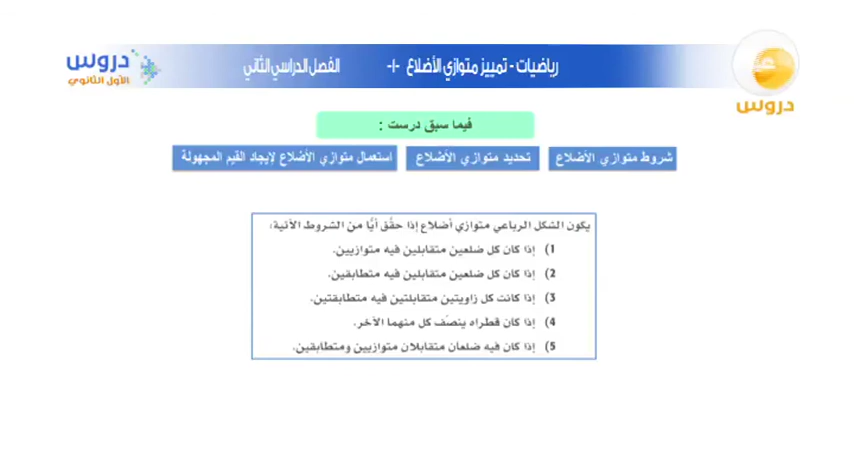 رياضيات - تمييز متوازي الأضلاع -١- الفصل الدراسي الثاني
دروس
الأول الثانوي
دروس
فيما سبق درست :
شروط متوازي الأضلاع
تحديد متوازي الأضلاع
استعمال متوازي الأضلاع لإيجاد القيم المجهولة
يكون الشكل الرباعي متوازي أضلاع إذا حقّق أيًّا من الشروط الآتية:
1) إذا كان كل ضلعين متقابلين فيه متوازيين.
2) إذا كان كل ضلعين متقابلين فيه متطابقين.
3) إذا كانت كل زاويتين متقابلتين فيه متطابقتين.
4) إذا كان قطراه ينصّف كل منهما الآخر.
5) إذا كان فيه ضلعان متقابلان متوازيين ومتطابقين.